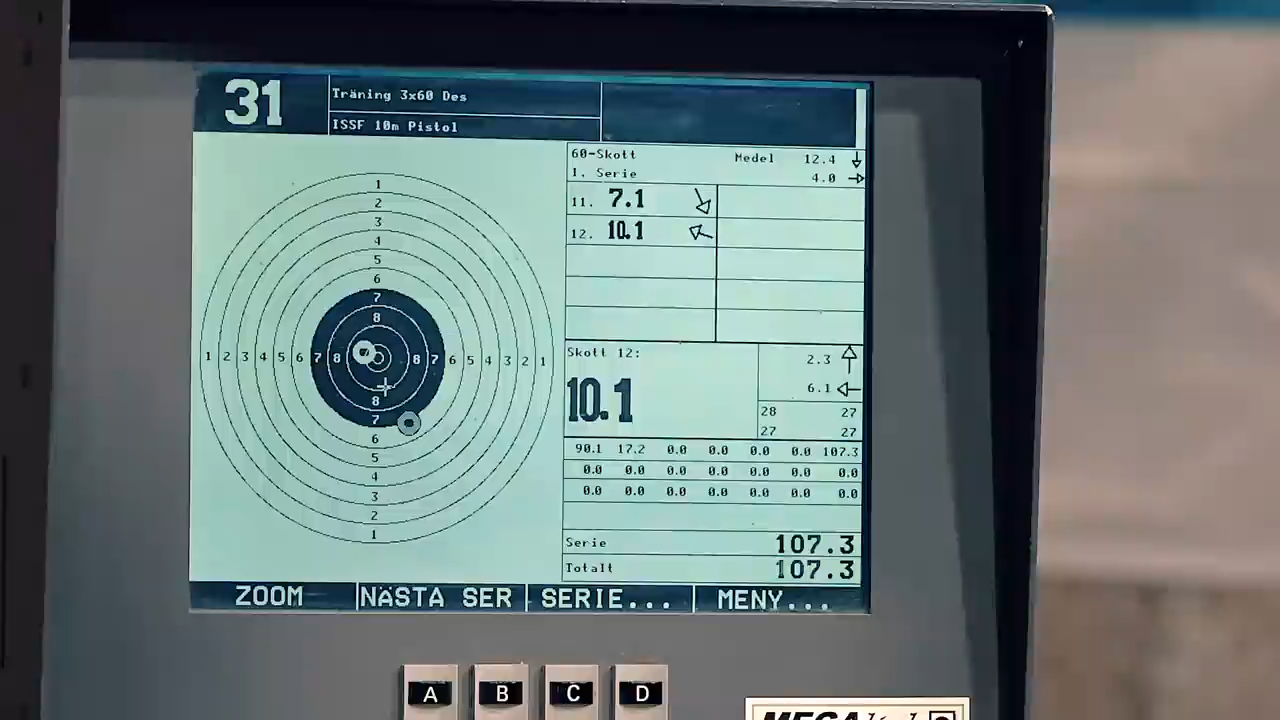 31
Träning 3x60 Des
ISSF 10m Pistol
60-Skott Medel 12.4
1. Serie 4.0
11. 7.1
12. 10.1
1
2
3
4
5
6
7
8
1 2 3 4 5 6 7 8 8 7 6 5 4 3 2 1
8
7
6
5
4
3
2
1
Skott 12: 2.3
10.1 6.1
28 27
27 27
90.1 17.2 0.0 0.0 0.0 0.0 107.3
0.0 0.0 0.0 0.0 0.0 0.0 0.0
0.0 0.0 0.0 0.0 0.0 0.0 0.0
Serie 107.3
Totalt 107.3
ZOOM NÄSTA SER SERIE... MENY...
A B C D